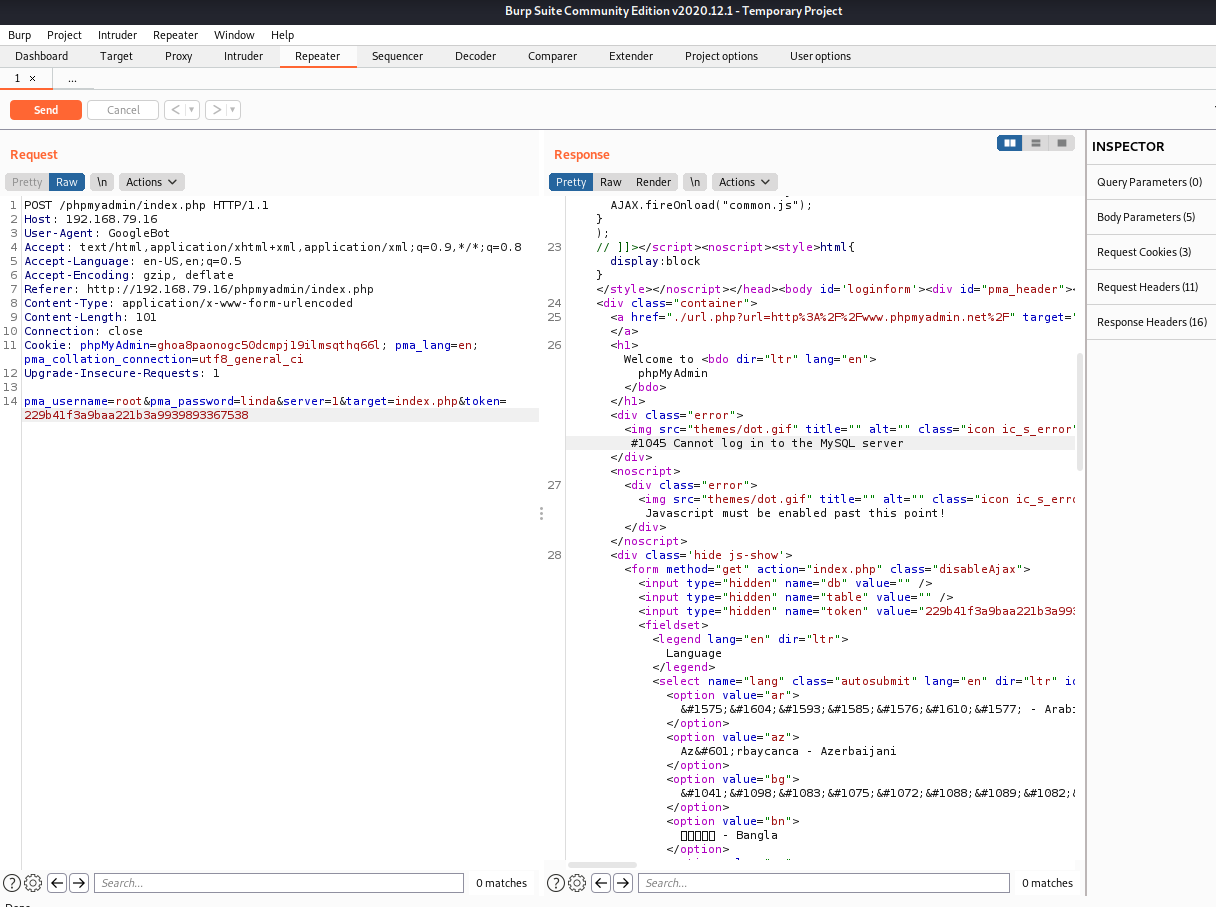 Burp Suite Community Edition v2020.12.1 - Temporary Project
Burp Project Intruder Repeater Window Help
Dashboard Target Proxy Intruder Repeater Sequencer Decoder Comparer Extender Project options User options
1 × ...
Send Cancel < > 
Request
Pretty Raw \n Actions
1 POST /phpmyadmin/index.php HTTP/1.1
2 Host: 192.168.79.16
3 User-Agent: GoogleBot
4 Accept: text/html,application/xhtml+xml,application/xml;q=0.9,*/*;q=0.8
5 Accept-Language: en-US,en;q=0.5
6 Accept-Encoding: gzip, deflate
7 Referer: http://192.168.79.16/phpmyadmin/index.php
8 Content-Type: application/x-www-form-urlencoded
9 Content-Length: 101
10 Connection: close
11 Cookie: phpMyAdmin=ghoa8paonogc50dcmpj19ilmsqthq66l; pma_lang=en;
pma_collation_connection=utf8_general_ci
12 Upgrade-Insecure-Requests: 1
13
14 pma_username=root&pma_password=linda&server=1&target=index.php&token=
229b41f3a9baa221b3a9939893367538
Search... 0 matches
Response
Pretty Raw Render \n Actions
AJAX.fireOnload("common.js");
}
);
23 // ]]></script><noscript><style>html{
display:block
}
</style></noscript></head><body id='loginform'><div id="pma_header"><
24 <div class="container">
25 <a href="./url.php?url=http%3A%2F%2Fwww.phpmyadmin.net%2F" target="
</a>
26 <h1>
Welcome to <bdo dir="ltr" lang="en">
phpMyAdmin
</bdo>
</h1>
<div class="error">
<img src="themes/dot.gif" title="" alt="" class="icon ic_s_error"
#1045 Cannot log in to the MySQL server
</div>
<noscript>
27 <div class="error">
<img src="themes/dot.gif" title="" alt="" class="icon ic_s_erro
Javascript must be enabled past this point!
</div>
</noscript>
28 <div class='hide js-show'>
<form method="get" action="index.php" class="disableAjax">
<input type="hidden" name="db" value="" />
<input type="hidden" name="table" value="" />
<input type="hidden" name="token" value="229b41f3a9baa221b3a993
<fieldset>
<legend lang="en" dir="ltr">
Language
</legend>
<select name="lang" class="autosubmit" lang="en" dir="ltr" id
<option value="ar">
&#1575;&#1604;&#1593;&#1585;&#1576;&#1610;&#1577; - Arabi
</option>
<option value="az">
Az&#601;rbaycanca - Azerbaijani
</option>
<option value="bg">
&#1041;&#1098;&#1083;&#1075;&#1072;&#1088;&#1089;&#1082;&
</option>
<option value="bn">
- Bangla
</option>
Search... 0 matches
INSPECTOR
Query Parameters (0)
Body Parameters (5)
Request Cookies (3)
Request Headers (11)
Response Headers (16)